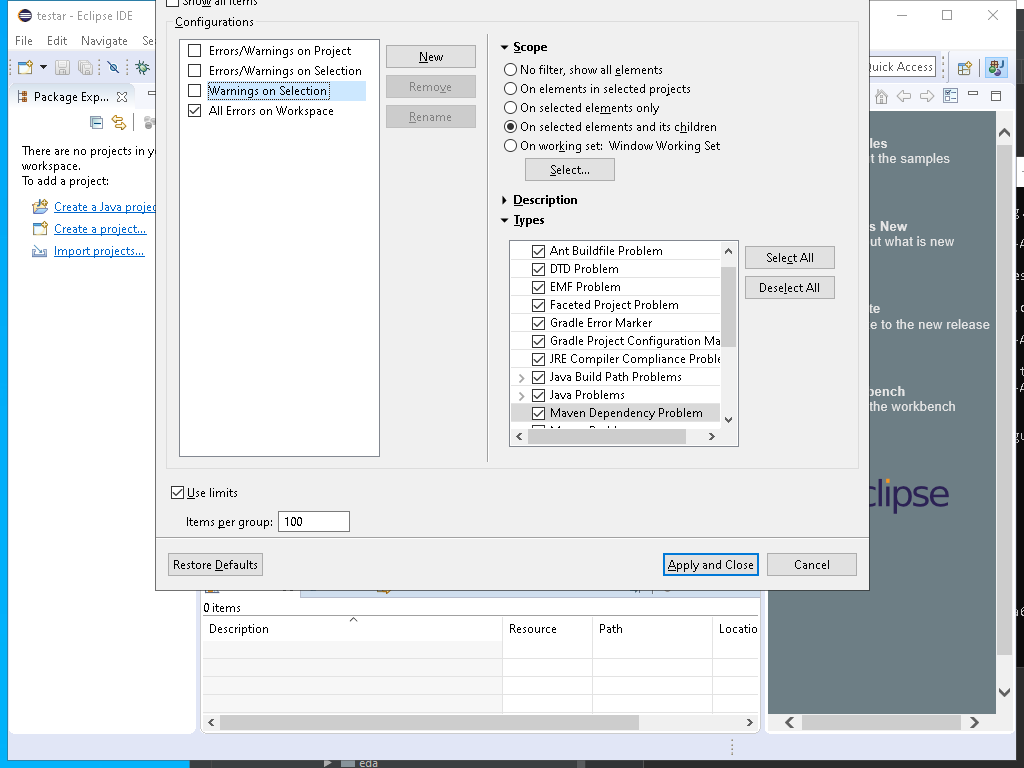 testar - Eclipse IDE
Show all items
File Edit Navigate
Configurations
Errors/Warnings on Project
Errors/Warnings on Selection
Warnings on Selection
All Errors on Workspace
New
Remove
Rename
Scope
No filter, show all elements
On elements in selected projects
On selected elements only
On selected elements and its children
On working set: Window Working Set
Select...
Description
Types
Ant Buildfile Problem
DTD Problem
EMF Problem
Faceted Project Problem
Gradle Error Marker
Gradle Project Configuration Ma
JRE Compiler Compliance Proble
Java Build Path Problems
Java Problems
Maven Dependency Problem
Select All
Deselect All
Use limits
Items per group: 100
Restore Defaults
Apply and Close
Cancel
Package Exp...
There are no projects in y
workspace.
To add a project:
Create a Java projec
Create a project...
Import projects...
Quick Access
les
t the samples
s New
ut what is new
te
e to the new release
bench
the workbench
clipse
0 items
Description Resource Path Locatio
eda